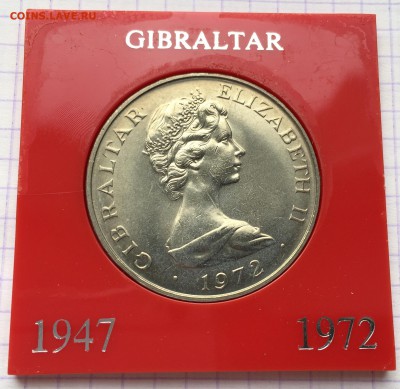 COINS.LAVE.RU
GIBRALTAR
GIBRALTAR ELIZABETH II
· 1972 ·
1947 1972